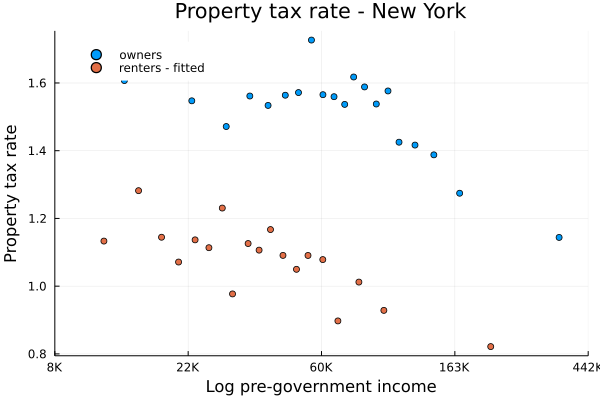 Property tax rate - New York
owners
renters - fitted
Property tax rate
1.6
1.4
1.2
1.0
0.8
8K 22K 60K 163K 442K
Log pre-government income